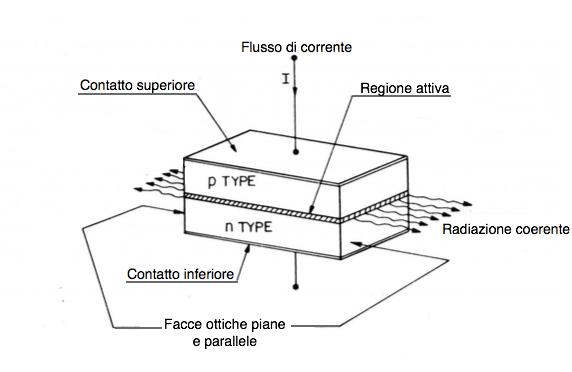 Flusso di corrente
I
Contatto superiore
Regione attiva
p TYPE
n TYPE
Radiazione coerente
Contatto inferiore
Facce ottiche piane
e parallele